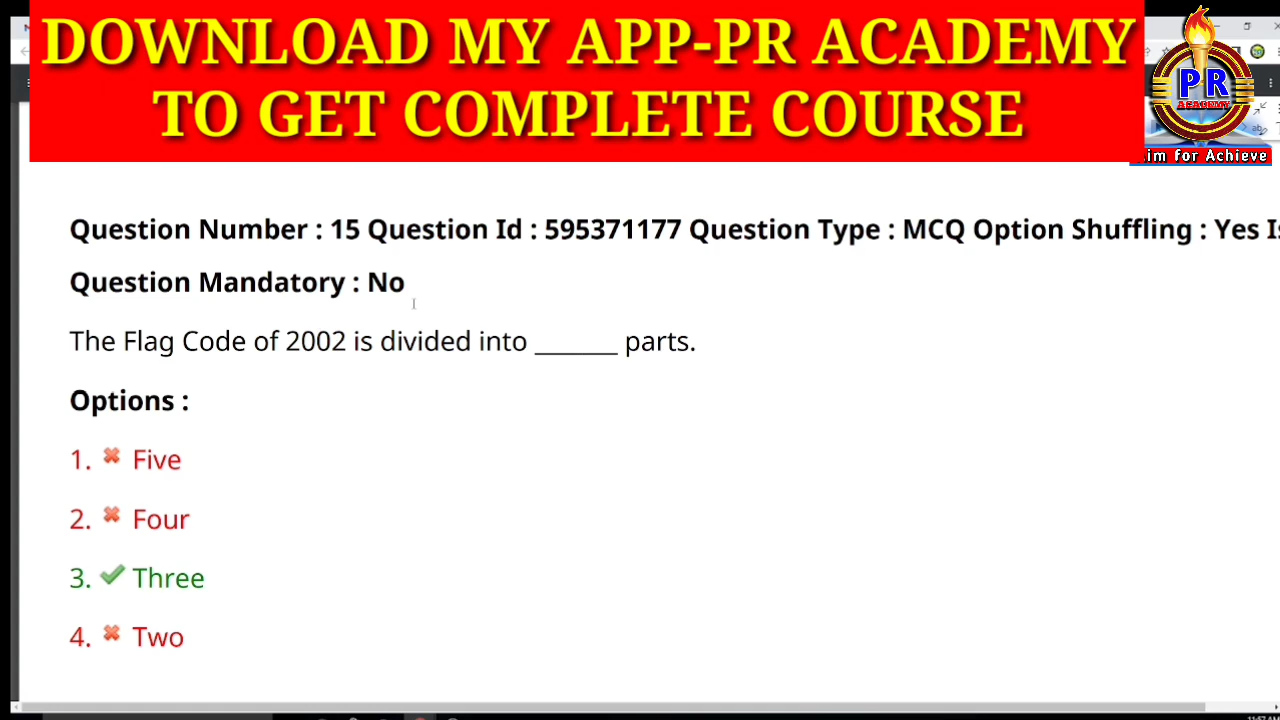 DOWNLOAD MY APP-PR ACADEMY
TO GET COMPLETE COURSE
PR
ACADEMY
im for Achieve
Question Number : 15 Question Id : 595371177 Question Type : MCQ Option Shuffling : Yes Is
Question Mandatory : No
The Flag Code of 2002 is divided into ______ parts.
Options :
1. ✖ Five
2. ✖ Four
3. ✔ Three
4. ✖ Two